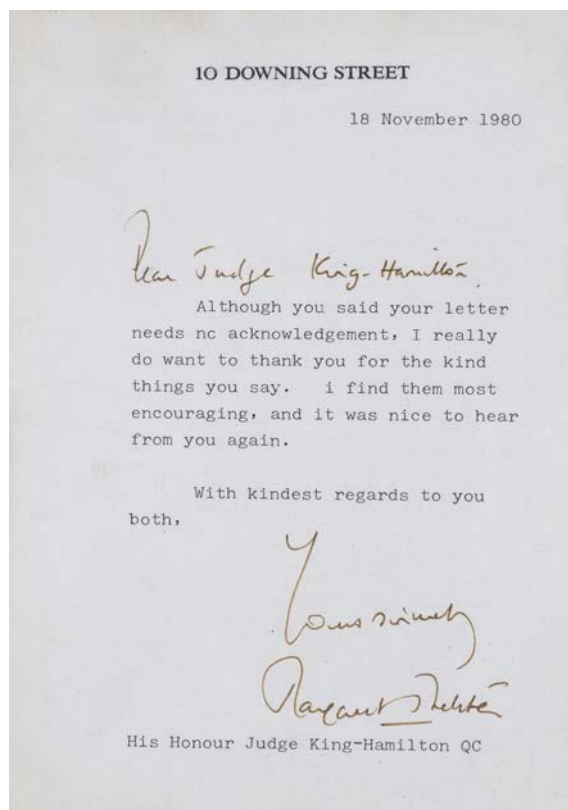 10 DOWNING STREET
18 November 1980
Dear Judge King-Hamilton,
Although you said your letter
needs nc acknowledgement, I really
do want to thank you for the kind
things you say. i find them most
encouraging, and it was nice to hear
from you again.
With kindest regards to you
both,
Yours sincerely
Margaret Thatcher
His Honour Judge King-Hamilton QC